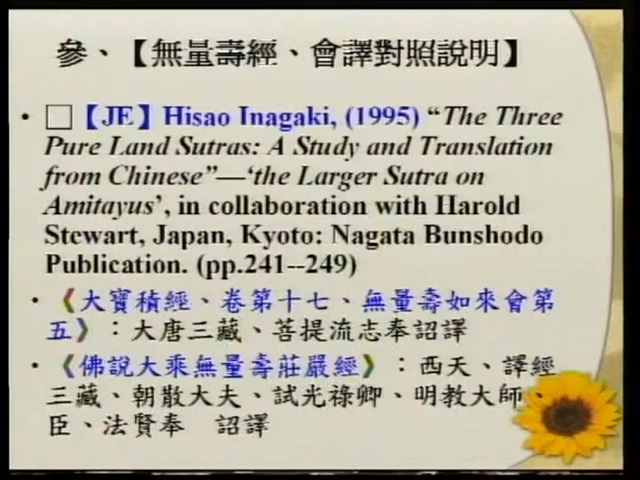 參、【無量壽經、會譯對照說明】
• □【JE】Hisao Inagaki, (1995) “The Three
Pure Land Sutras: A Study and Translation
from Chinese”—‘the Larger Sutra on
Amitayus’, in collaboration with Harold
Stewart, Japan, Kyoto: Nagata Bunshodo
Publication. (pp.241--249)
• 《大寶積經、卷第十七、無量壽如來會第
五》：大唐三藏、菩提流志奉詔譯
• 《佛說大乘無量壽莊嚴經》：西天、譯經
三藏、朝散大夫、試光祿卿、明教大師、
臣、法賢奉 詔譯